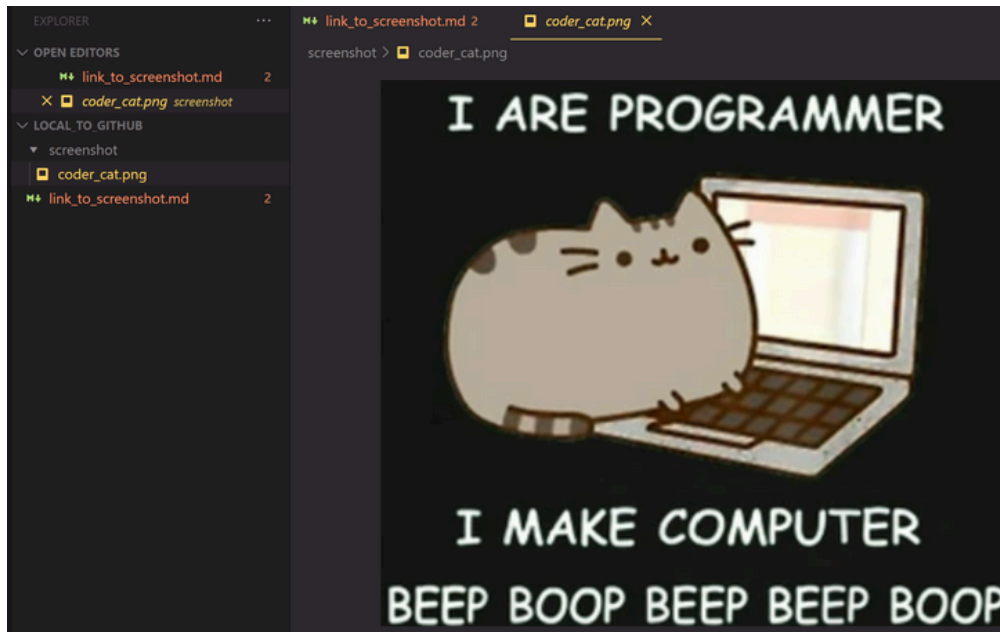 EXPLORER ...
OPEN EDITORS
link_to_screenshot.md 2
coder_cat.png screenshot
LOCAL_TO_GITHUB
screenshot
coder_cat.png
link_to_screenshot.md 2
link_to_screenshot.md 2 coder_cat.png
screenshot > coder_cat.png
I ARE PROGRAMMER
I MAKE COMPUTER
BEEP BOOP BEEP BEEP BOOP